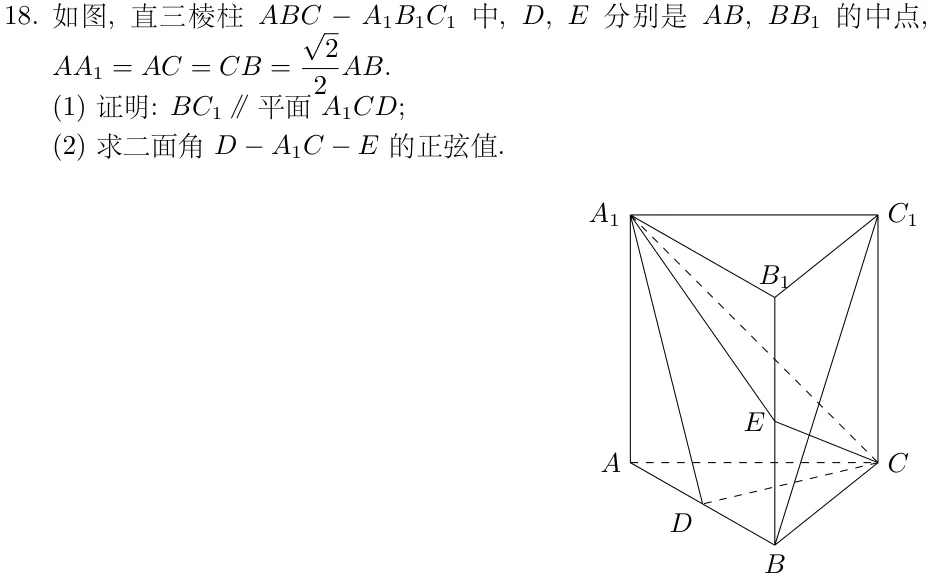 18. 如图, 直三棱柱 ABC − A₁B₁C₁ 中, D, E 分别是 AB, BB₁ 的中点,
AA₁ = AC = CB = \frac{\sqrt{2}}{2}AB.
(1) 证明: BC₁ ∥ 平面 A₁CD;
(2) 求二面角 D − A₁C − E 的正弦值.
A₁ C₁
B₁
E
A C
D
B